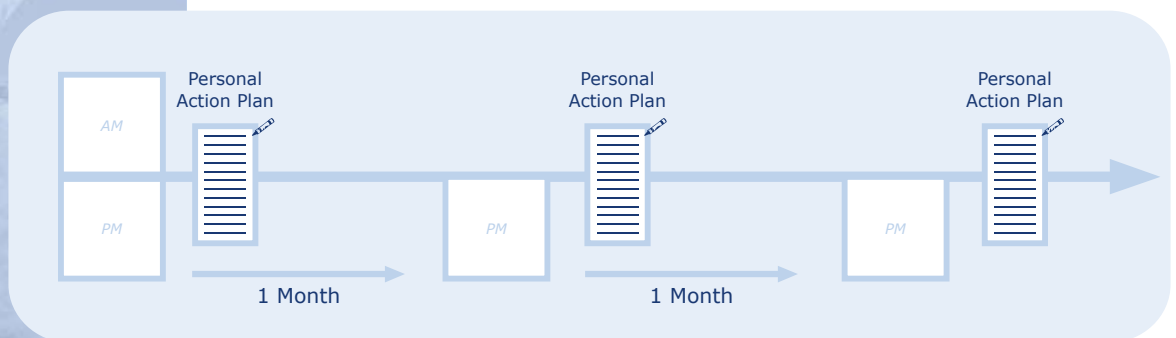 Personal
Action Plan
Personal
Action Plan
Personal
Action Plan
AM
PM
PM
PM
1 Month
1 Month